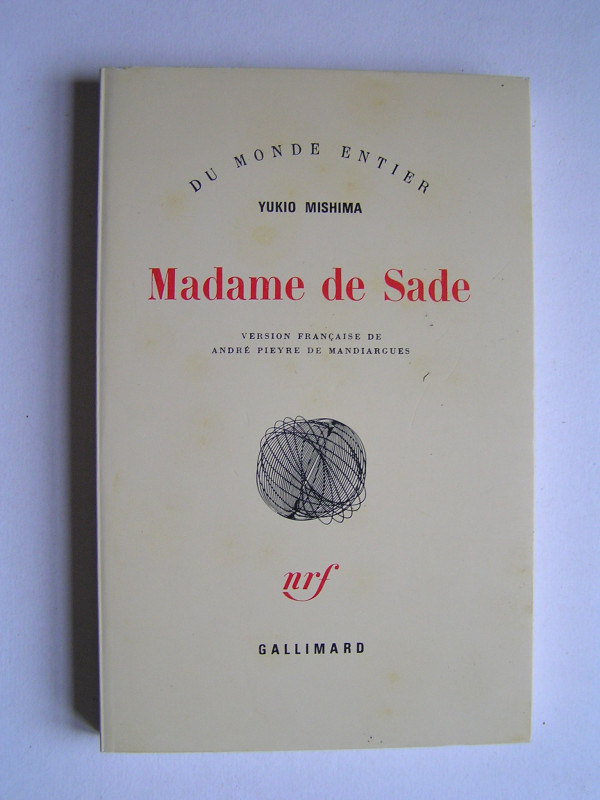 DU MONDE ENTIER
YUKIO MISHIMA
Madame de Sade
VERSION FRANÇAISE DE
ANDRÉ PIEYRE DE MANDIARGUES
nrf
GALLIMARD